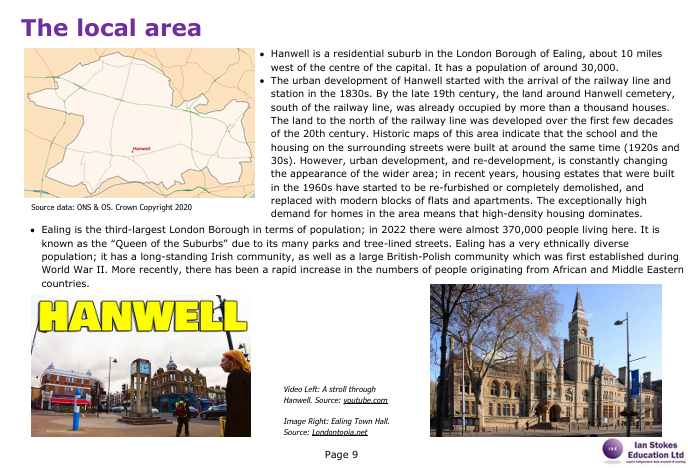 The local area
Hanwell
Source data: ONS & OS. Crown Copyright 2020
• Hanwell is a residential suburb in the London Borough of Ealing, about 10 miles
west of the centre of the capital. It has a population of around 30,000.
• The urban development of Hanwell started with the arrival of the railway line and
station in the 1830s. By the late 19th century, the land around Hanwell cemetery,
south of the railway line, was already occupied by more than a thousand houses.
The land to the north of the railway line was developed over the first few decades
of the 20th century. Historic maps of this area indicate that the school and the
housing on the surrounding streets were built at around the same time (1920s and
30s). However, urban development, and re-development, is constantly changing
the appearance of the wider area; in recent years, housing estates that were built
in the 1960s have started to be re-furbished or completely demolished, and
replaced with modern blocks of flats and apartments. The exceptionally high
demand for homes in the area means that high-density housing dominates.
• Ealing is the third-largest London Borough in terms of population; in 2022 there were almost 370,000 people living here. It is
known as the “Queen of the Suburbs” due to its many parks and tree-lined streets. Ealing has a very ethnically diverse
population; it has a long-standing Irish community, as well as a large British-Polish community which was first established during
World War II. More recently, there has been a rapid increase in the numbers of people originating from African and Middle Eastern
countries.
HANWELL
Video Left: A stroll through
Hanwell. Source: youtube.com
Image Right: Ealing Town Hall.
Source: Londontopia.net
Page 9
ISE
Ian Stokes
Education Ltd
expert independent data analysis & training